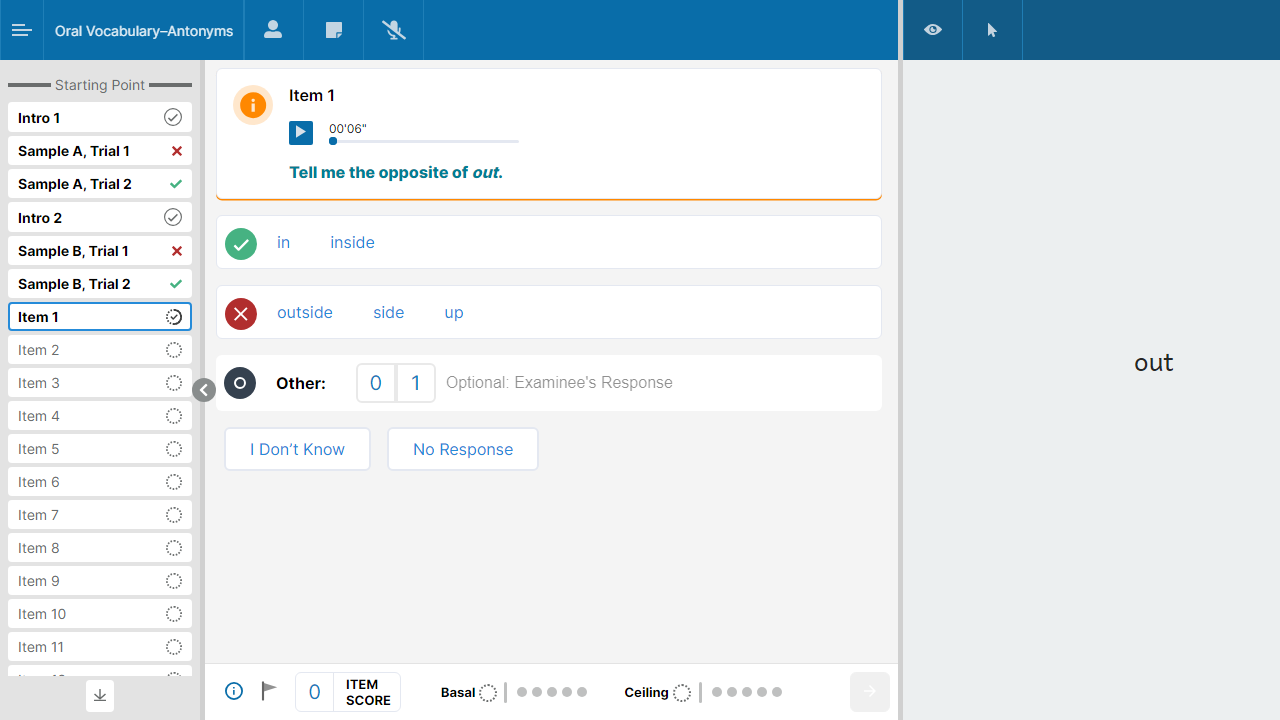 Oral Vocabulary–Antonyms
Starting Point
Intro 1
Sample A, Trial 1
Sample A, Trial 2
Intro 2
Sample B, Trial 1
Sample B, Trial 2
Item 1
Item 2
Item 3
Item 4
Item 5
Item 6
Item 7
Item 8
Item 9
Item 10
Item 11
Item 1
00'06"
Tell me the opposite of out.
in inside
outside side up
Other: 0 1 Optional: Examinee's Response
I Don’t Know No Response
0 ITEM SCORE
Basal
Ceiling
out